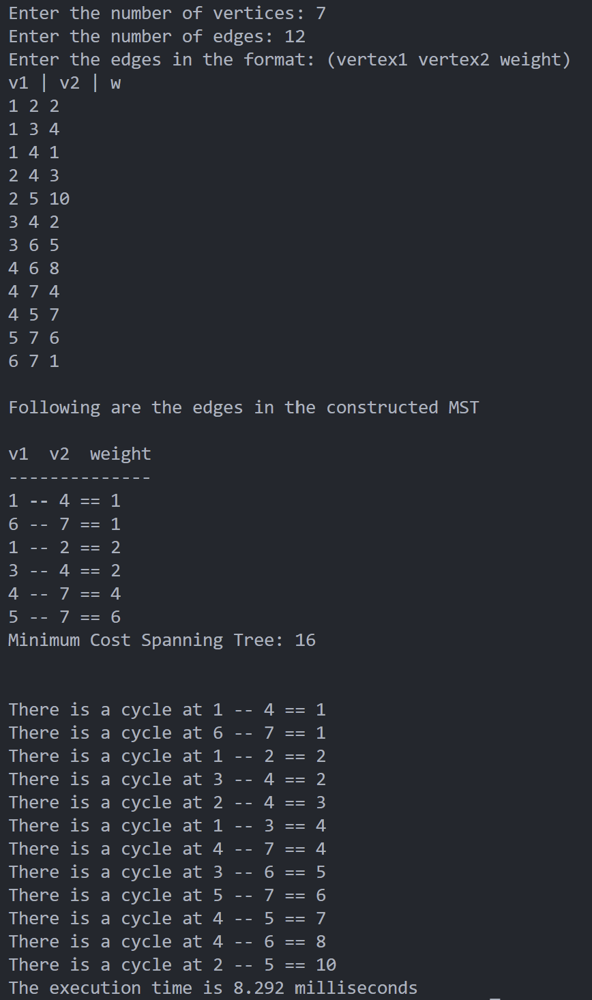 Enter the number of vertices: 7
Enter the number of edges: 12
Enter the edges in the format: (vertex1 vertex2 weight)
v1 | v2 | w
1 2 2
1 3 4
1 4 1
2 4 3
2 5 10
3 4 2
3 6 5
4 6 8
4 7 4
4 5 7
5 7 6
6 7 1
Following are the edges in the constructed MST
v1  v2  weight
--------------
1 -- 4 == 1
6 -- 7 == 1
1 -- 2 == 2
3 -- 4 == 2
4 -- 7 == 4
5 -- 7 == 6
Minimum Cost Spanning Tree: 16
There is a cycle at 1 -- 4 == 1
There is a cycle at 6 -- 7 == 1
There is a cycle at 1 -- 2 == 2
There is a cycle at 3 -- 4 == 2
There is a cycle at 2 -- 4 == 3
There is a cycle at 1 -- 3 == 4
There is a cycle at 4 -- 7 == 4
There is a cycle at 3 -- 6 == 5
There is a cycle at 5 -- 7 == 6
There is a cycle at 4 -- 5 == 7
There is a cycle at 4 -- 6 == 8
There is a cycle at 2 -- 5 == 10
The execution time is 8.292 milliseconds